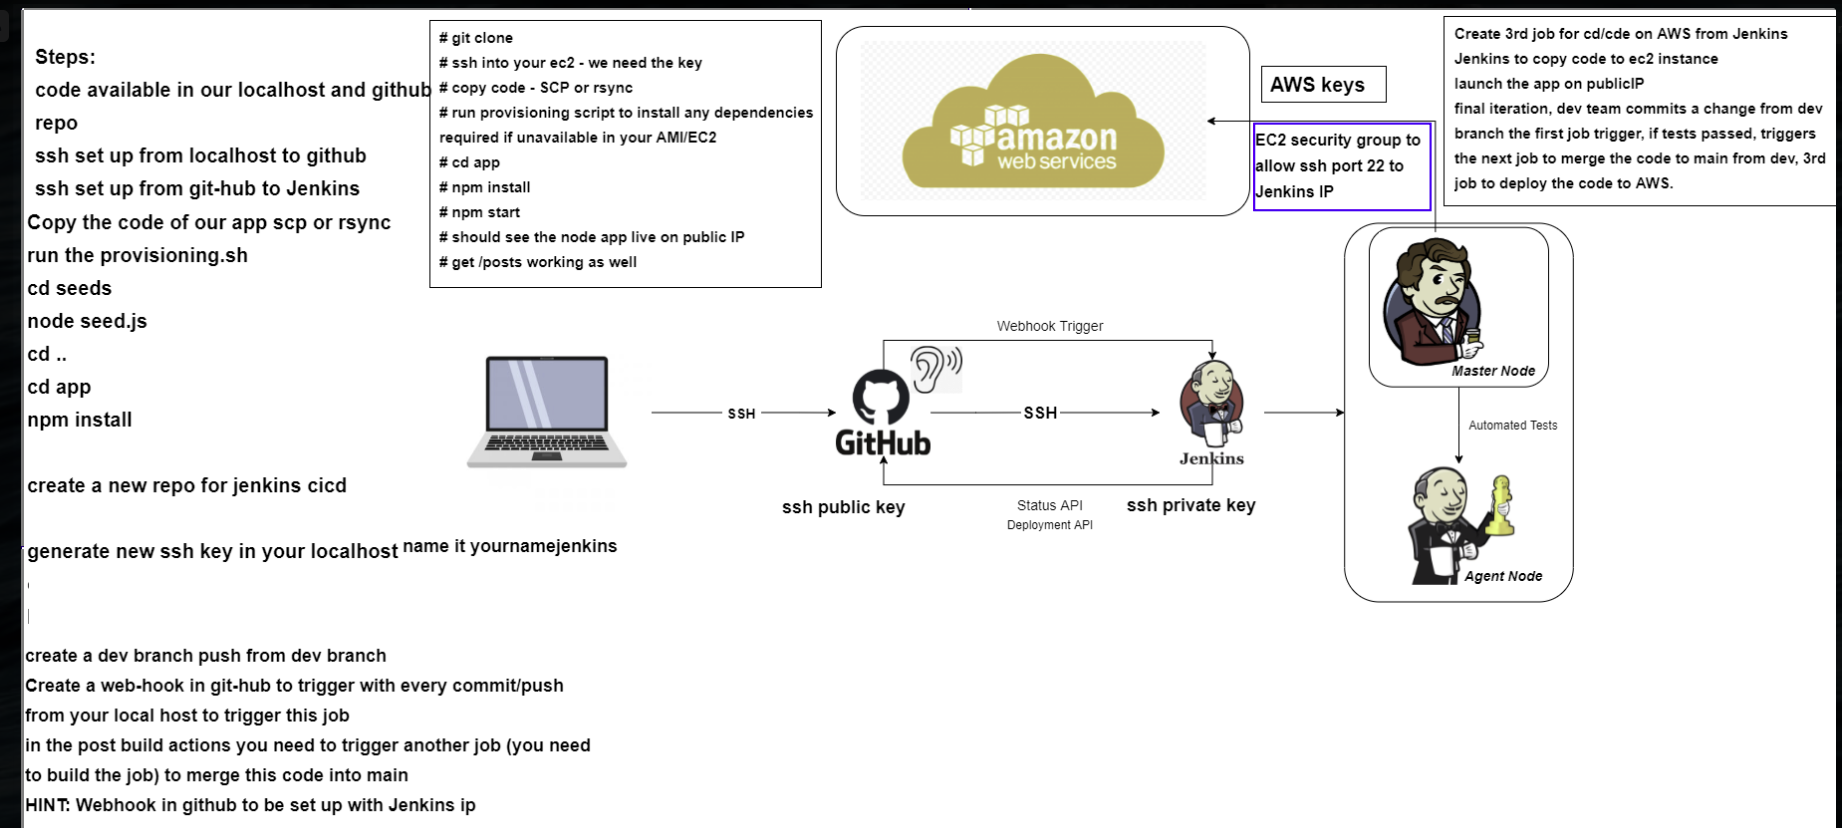 Steps:
code available in our localhost and github
repo
ssh set up from localhost to github
ssh set up from git-hub to Jenkins
Copy the code of our app scp or rsync
run the provisioning.sh
cd seeds
node seed.js
cd ..
cd app
npm install
create a new repo for jenkins cicd
generate new ssh key in your localhost name it yournamejenkins
create a dev branch push from dev branch
Create a web-hook in git-hub to trigger with every commit/push
from your local host to trigger this job
in the post build actions you need to trigger another job (you need
to build the job) to merge this code into main
HINT: Webhook in github to be set up with Jenkins ip
# git clone
# ssh into your ec2 - we need the key
# copy code - SCP or rsync
# run provisioning script to install any dependencies
required if unavailable in your AMI/EC2
# cd app
# npm install
# npm start
# should see the node app live on public IP
# get /posts working as well
amazon
web services
AWS keys
EC2 security group to
allow ssh port 22 to
Jenkins IP
Create 3rd job for cd/cde on AWS from Jenkins
Jenkins to copy code to ec2 instance
launch the app on publicIP
final iteration, dev team commits a change from dev
branch the first job trigger, if tests passed, triggers
the next job to merge the code to main from dev, 3rd
job to deploy the code to AWS.
Webhook Trigger
SSH
GitHub
SSH
Jenkins
ssh public key
Status API
Deployment API
ssh private key
Master Node
Automated Tests
Agent Node